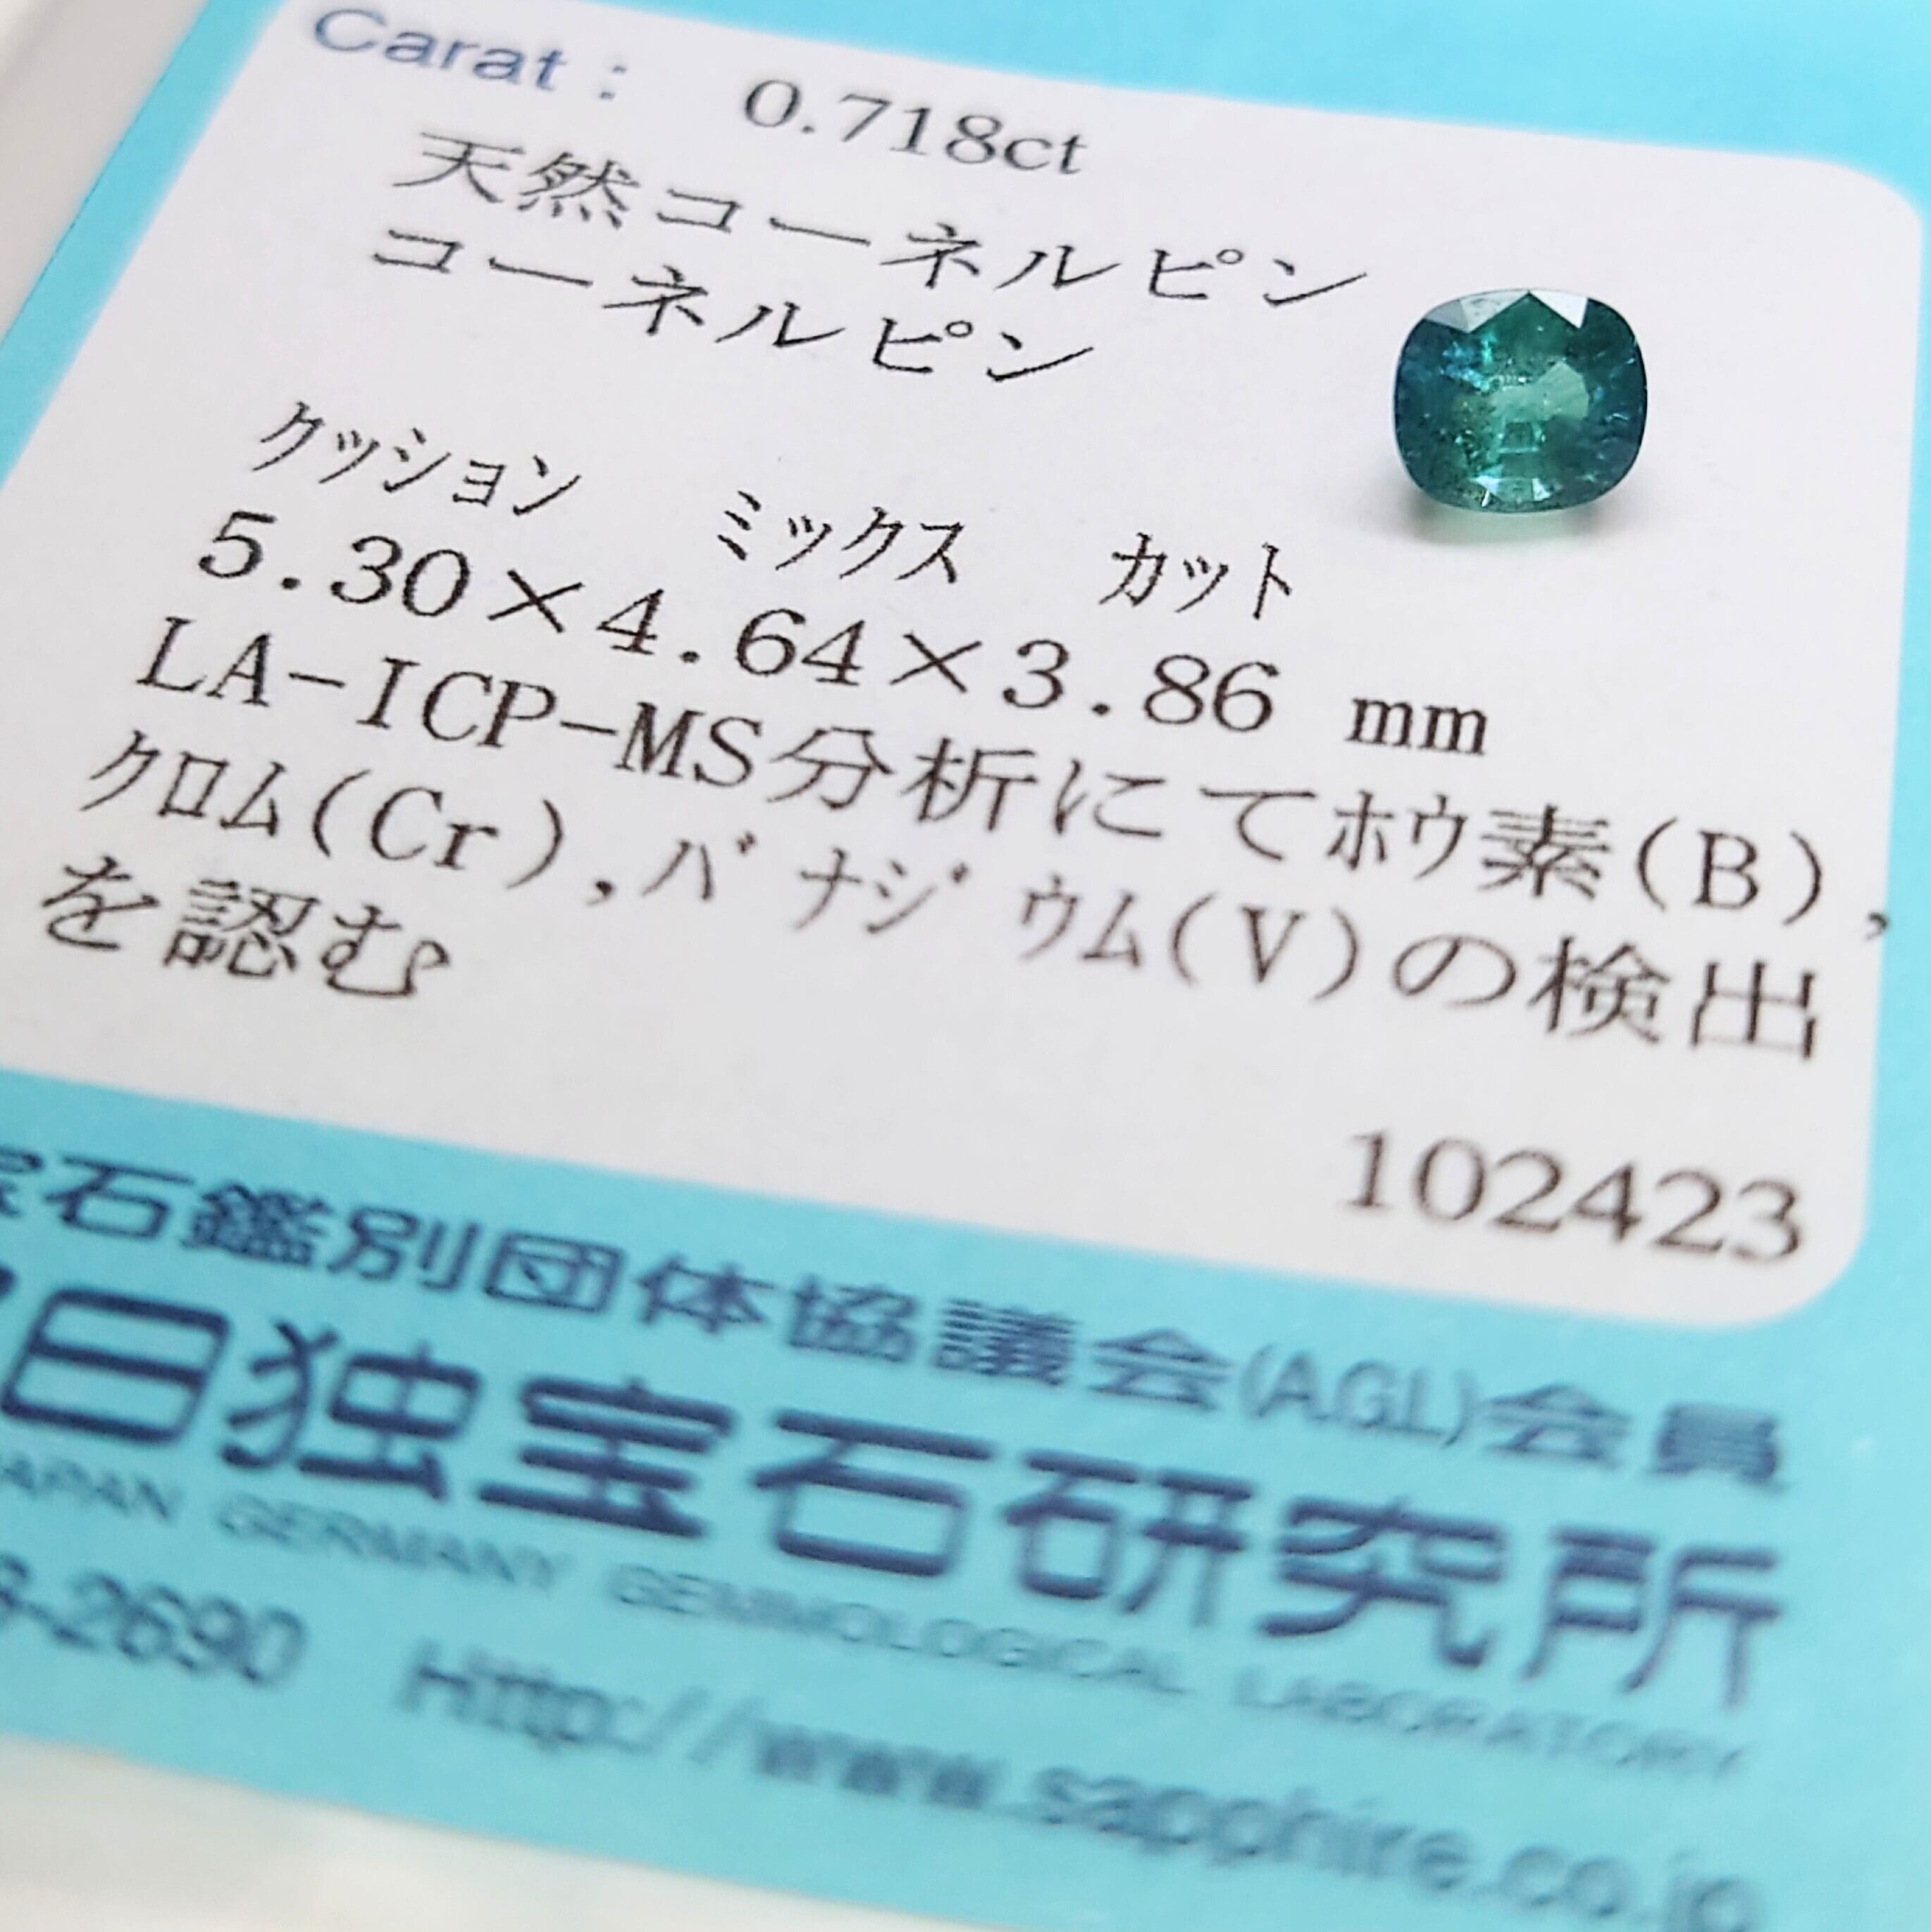 Carat : 0.718ct
天然コーネルピン
コーネルピン
クッション ミックス カット
5.30×4.64×3.86 mm
LA-ICP-MS分析にてホウ素(B),
クロム(Cr),バナジウム(V)の検出
を認む
102423
宝石鑑別団体協議会(AGL)会員
日独宝石研究所
JAPAN GERMANY GEMMOLOGICAL LABORATORY
-2690 Http://www.sapphire.co.jp